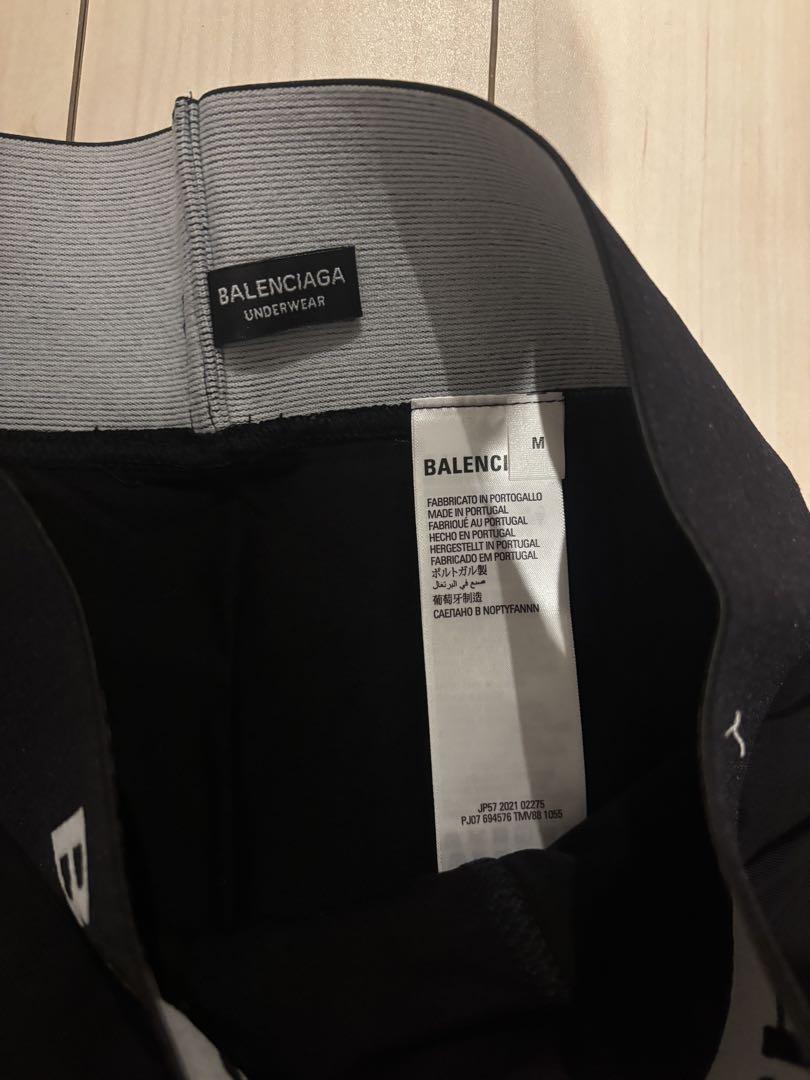 BALENCIAGA
UNDERWEAR
M
BALENCI
FABBRICATO IN PORTOGALLO
MADE IN PORTUGAL
FABRIQUÉ AU PORTUGAL
HECHO EN PORTUGAL
HERGESTELLT IN PORTUGAL
FABRICADO EM PORTUGAL
ポルトガル製
صنع في البرتغال
葡萄牙制造
CAEПAHO B NOPTYFANNN
JP57 2021 02275
PJ07 694576 TMV88 1055
B